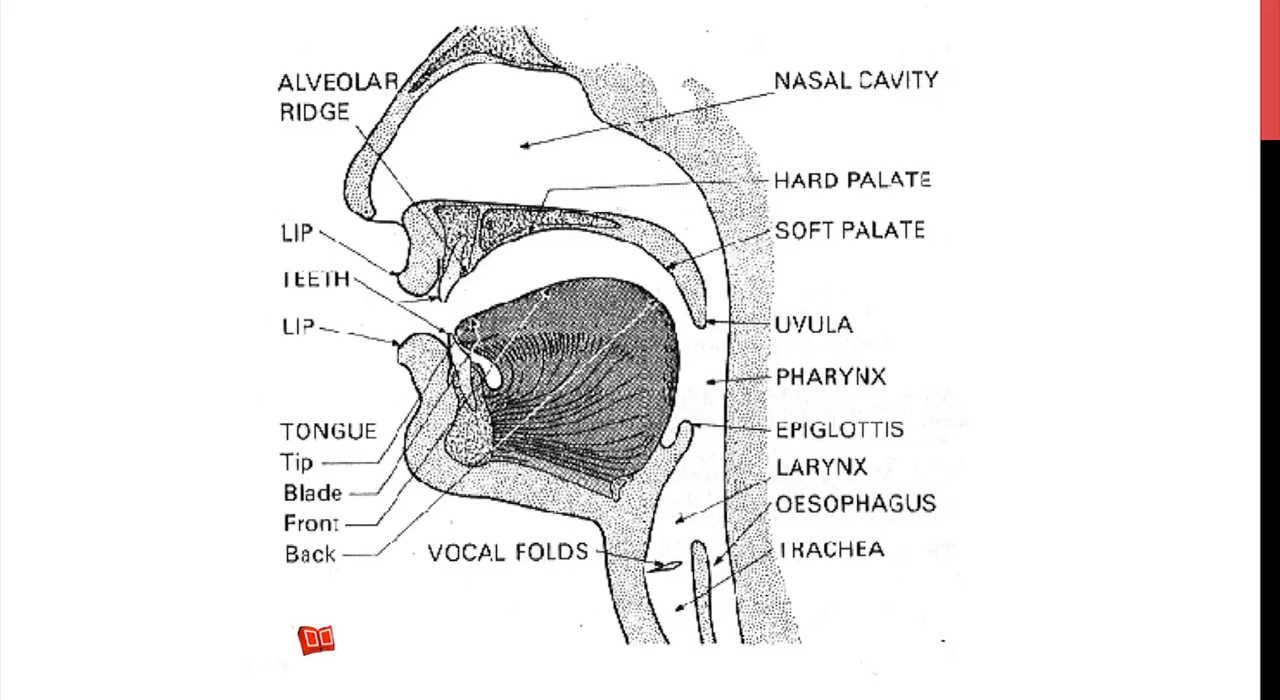 ALVEOLAR
RIDGE
LIP
TEETH
LIP
TONGUE
Tip
Blade
Front
Back
VOCAL FOLDS
NASAL CAVITY
HARD PALATE
SOFT PALATE
UVULA
PHARYNX
EPIGLOTTIS
LARYNX
OESOPHAGUS
TRACHEA